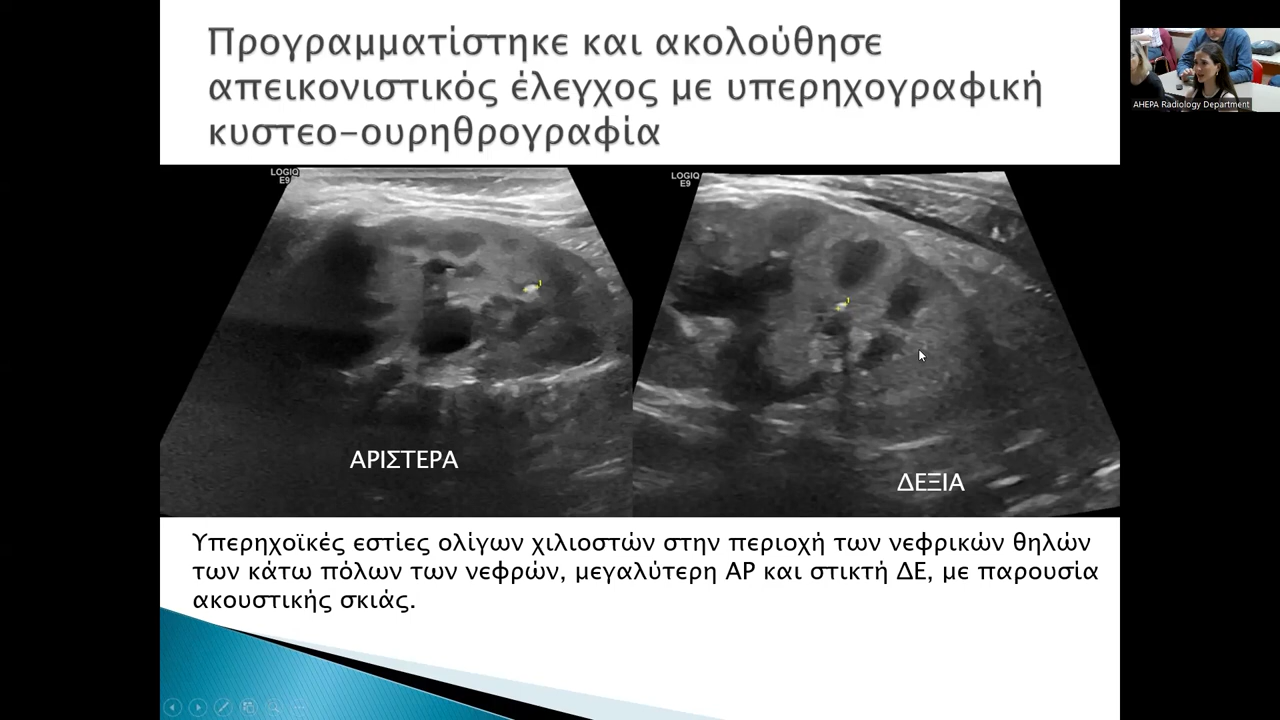 Προγραμματίστηκε και ακολούθησε
απεικονιστικός έλεγχος με υπερηχογραφική
κυστεο-ουρηθρογραφία
AHEPA Radiology Department
LOGIQ
E9
LOGIQ
E9
1
1
ΑΡΙΣΤΕΡΑ
ΔΕΞΙΑ
Υπερηχοϊκές εστίες ολίγων χιλιοστών στην περιοχή των νεφρικών θηλών
των κάτω πόλων των νεφρών, μεγαλύτερη ΑΡ και στικτή ΔΕ, με παρουσία
ακουστικής σκιάς.